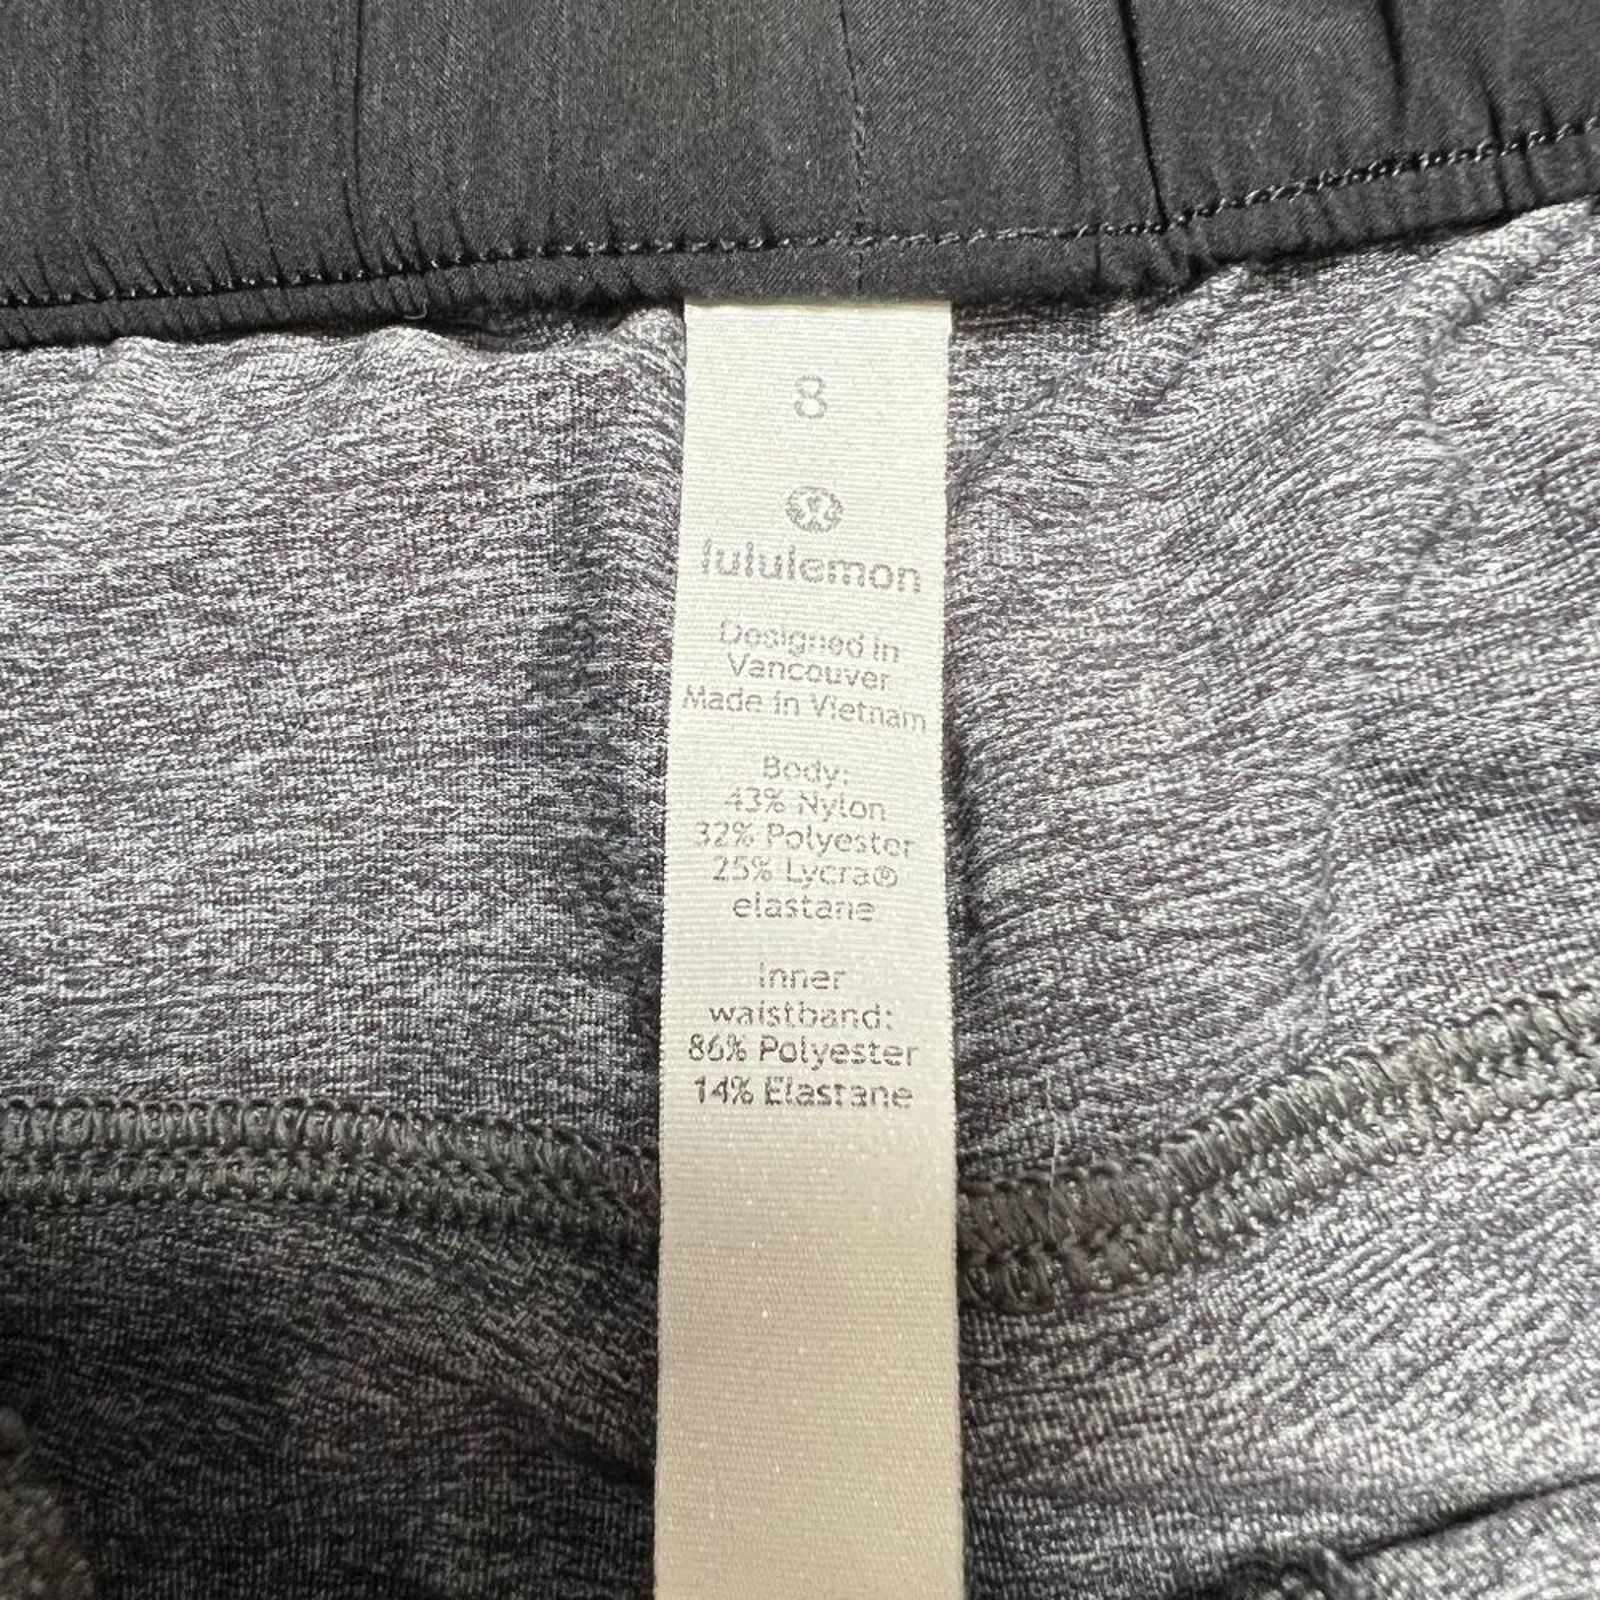 8
lululemon
Designed in
Vancouver
Made in Vietnam
Body:
43% Nylon
32% Polyester
25% Lycra®
elastane
Inner
waistband:
86% Polyester
14% Elastane